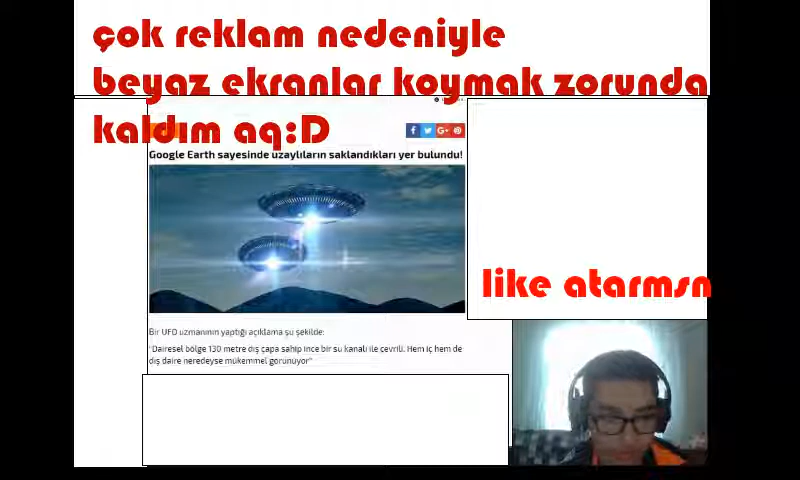 çok reklam nedeniyle
beyaz ekranlar koymak zorunda
kaldım aq:D
Google Earth sayesinde uzaylıların saklandıkları yer bulundu!
like atarmsn
Bir UFO uzmanının yaptığı açıklama şu şekilde:
"Dairesel bölge 130 metre dış çapa sahip ince bir su kanalı ile çevrili. Hem iç hem de
dış daire neredeyse mükemmel görünüyor"